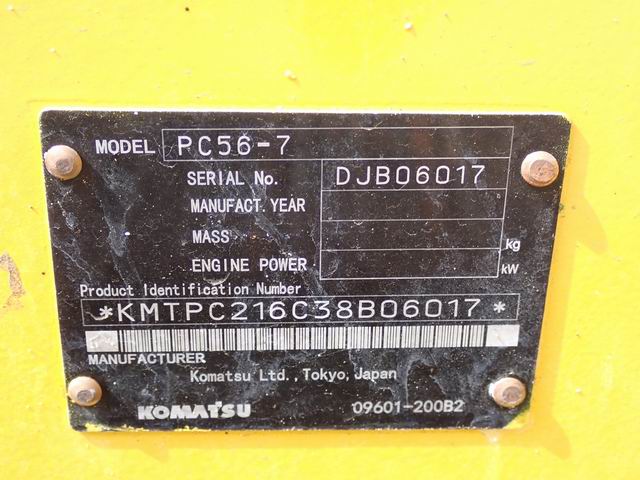 MODEL PC56-7
SERIAL No. DJB06017
MANUFACT. YEAR
MASS kg
ENGINE POWER kW
Product Identification Number
*KMTPC216C38B06017*
MANUFACTURER
Komatsu Ltd., Tokyo, Japan
KOMATSU 09601-200B2